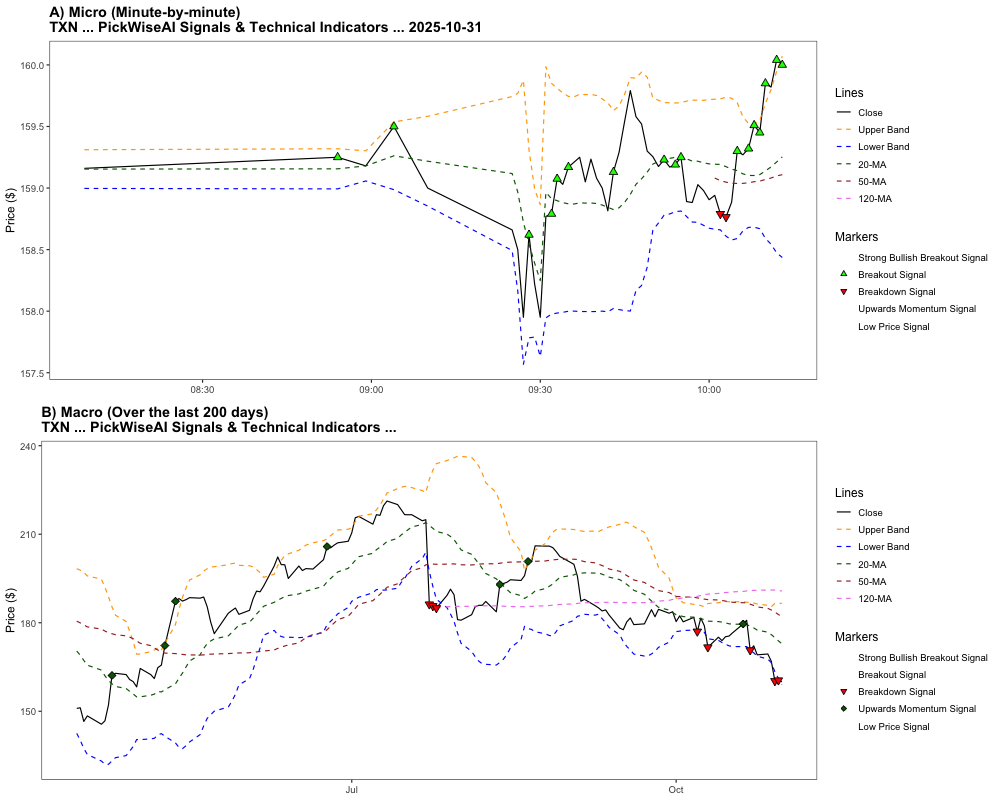 A) Micro (Minute-by-minute)
TXN ... PickWiseAI Signals & Technical Indicators ... 2025-10-31
Price ($)
160.0
159.5
159.0
158.5
158.0
157.5
08:30
09:00
09:30
10:00
Lines
Close
Upper Band
Lower Band
20-MA
50-MA
120-MA
Markers
Strong Bullish Breakout Signal
Breakout Signal
Breakdown Signal
Upwards Momentum Signal
Low Price Signal
B) Macro (Over the last 200 days)
TXN ... PickWiseAI Signals & Technical Indicators ...
Price ($)
240
210
180
150
Jul
Oct
Lines
Close
Upper Band
Lower Band
20-MA
50-MA
120-MA
Markers
Strong Bullish Breakout Signal
Breakout Signal
Breakdown Signal
Upwards Momentum Signal
Low Price Signal